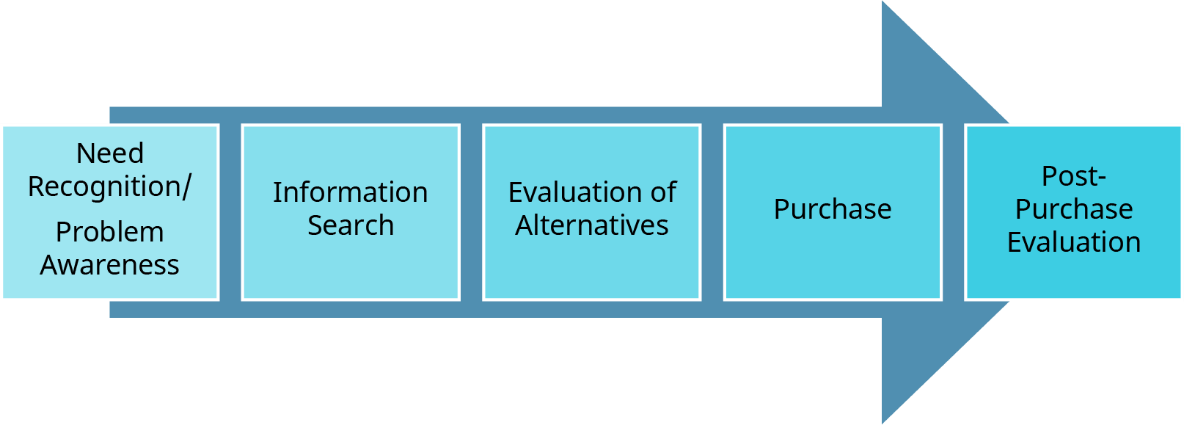 Need
Recognition/
Problem
Awareness
Information
Search
Evaluation of
Alternatives
Purchase
Post-
Purchase
Evaluation